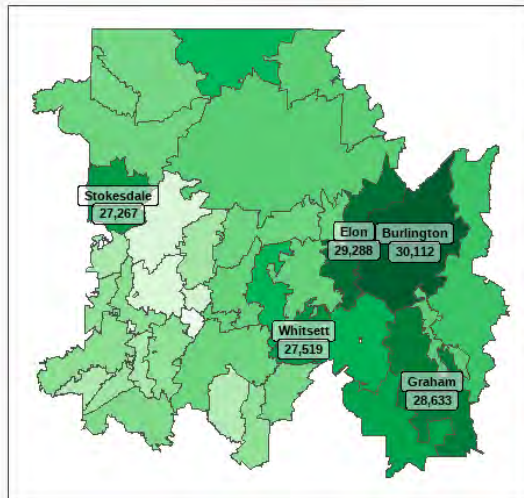 Stokesdale
27,267
Elon
29,288
Burlington
30,112
Whitsett
27,519
Graham
28,633